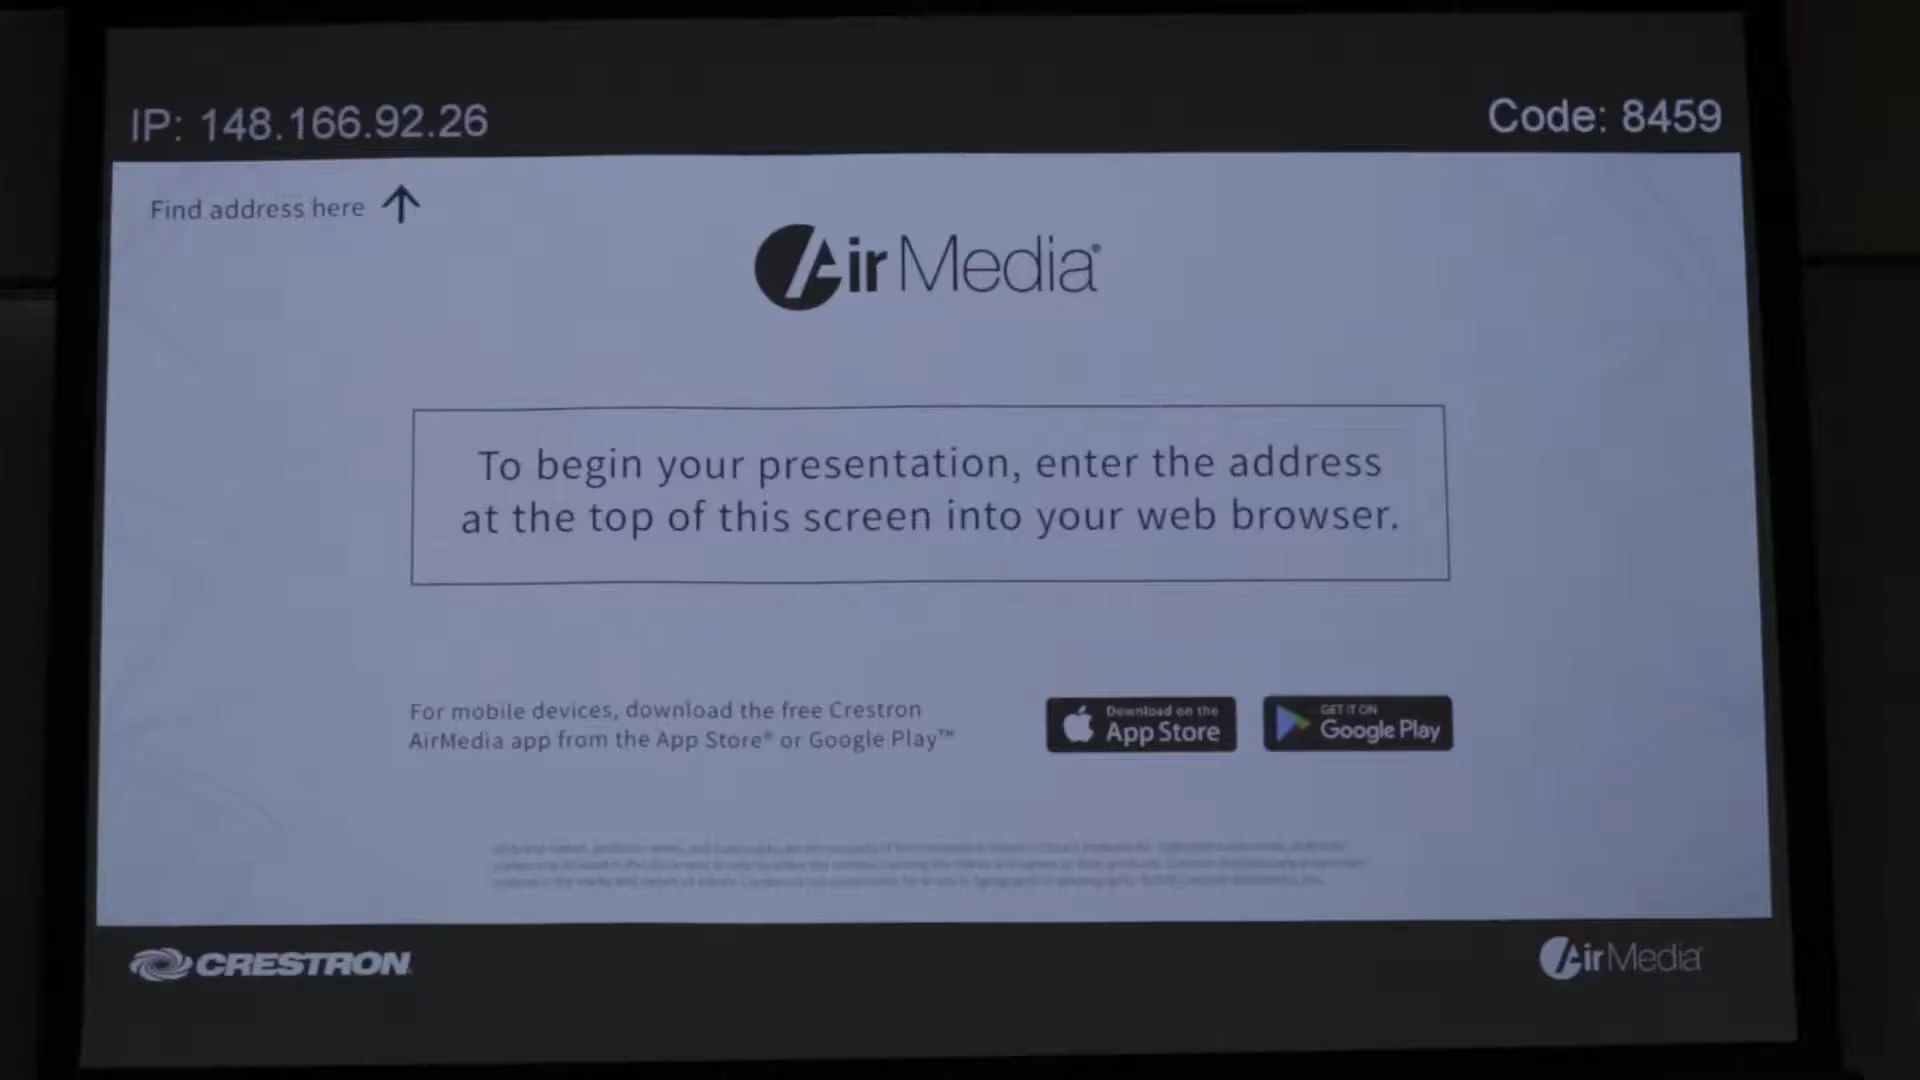 IP: 148.166.92.26
Code: 8459
Find address here
Air Media®
To begin your presentation, enter the address
at the top of this screen into your web browser.
For mobile devices, download the free Crestron
AirMedia app from the App Store® or Google Play™
Download on the
App Store
GET IT ON
Google Play
CRESTRON
AirMedia